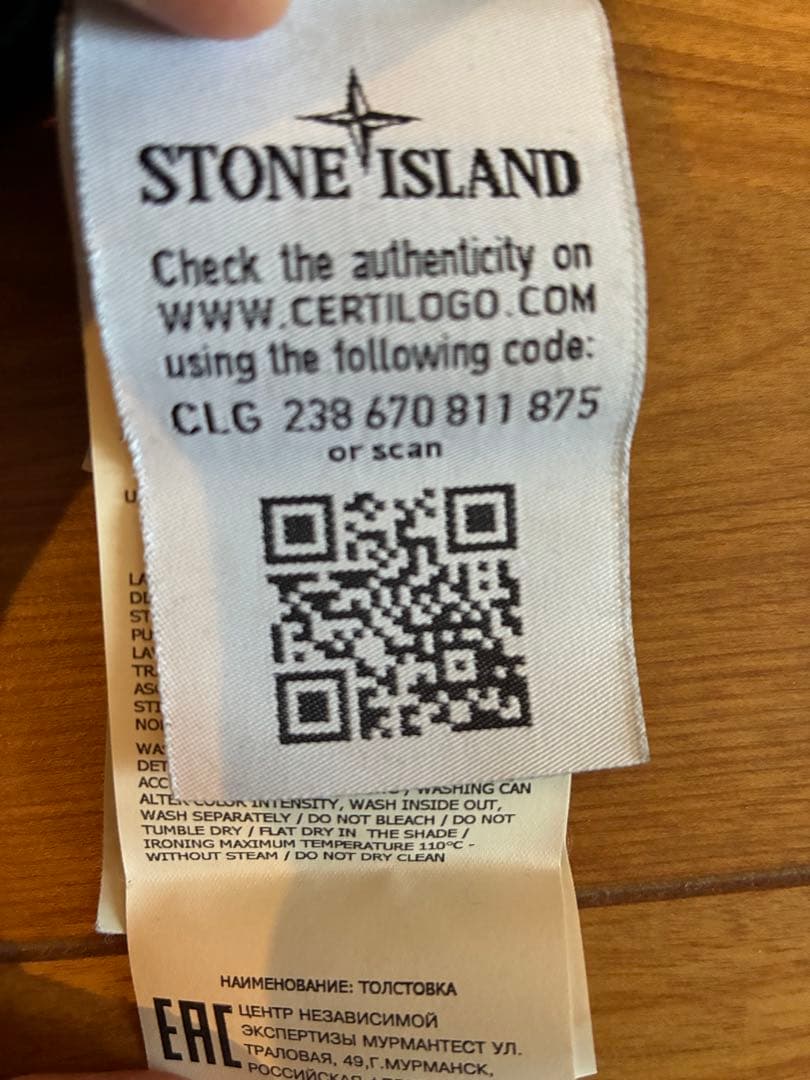 STONE ISLAND
Check the authenticity on
WWW.CERTILOGO.COM
using the following code:
CLG 238 670 811 875
or scan
WASHING CAN
ALTER COLOR INTENSITY, WASH INSIDE OUT,
WASH SEPARATELY / DO NOT BLEACH / DO NOT
TUMBLE DRY / FLAT DRY IN THE SHADE /
IRONING MAXIMUM TEMPERATURE 110°C -
WITHOUT STEAM / DO NOT DRY CLEAN
НАИМЕНОВАНИЕ: ТОЛСТОВКА
EAC
ЦЕНТР НЕЗАВИСИМОЙ
ЭКСПЕРТИЗЫ МУРМАНТЕСТ УЛ.
ТРАЛОВАЯ, 49,Г.МУРМАНСК,
РОССИЙСКАЯ